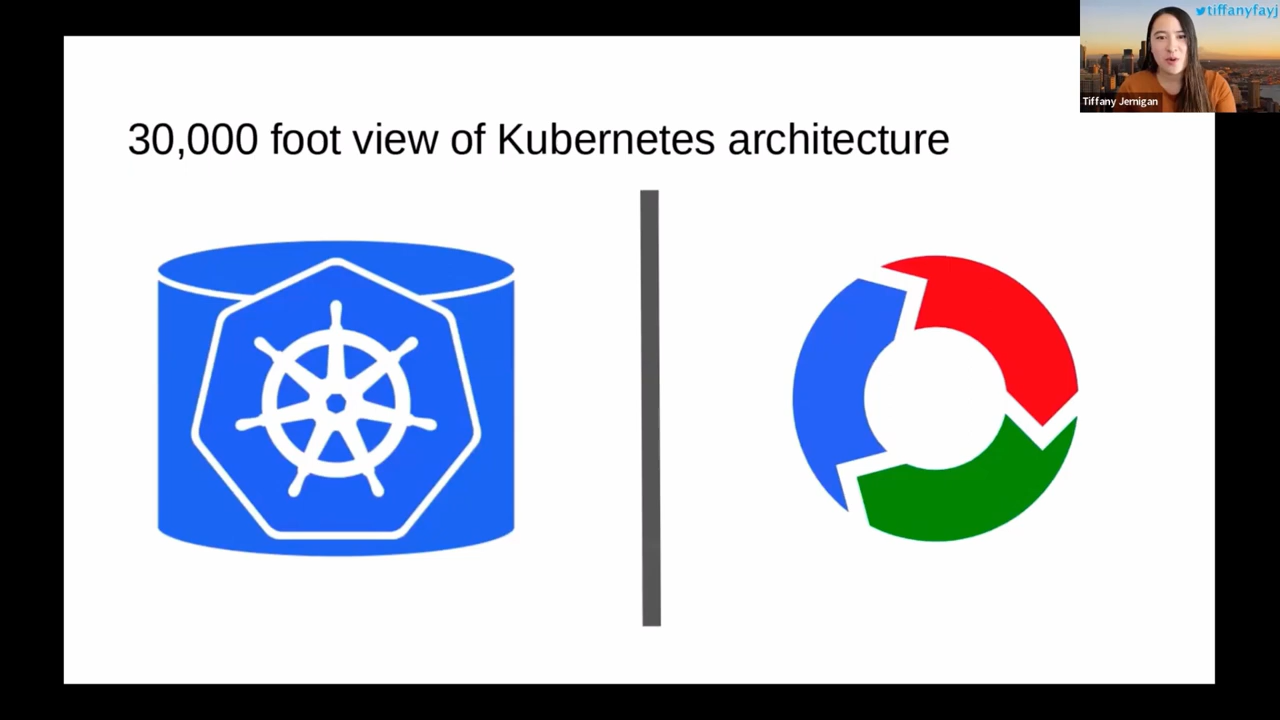 tiffanyfayj
Tiffany Jernigan
30,000 foot view of Kubernetes architecture